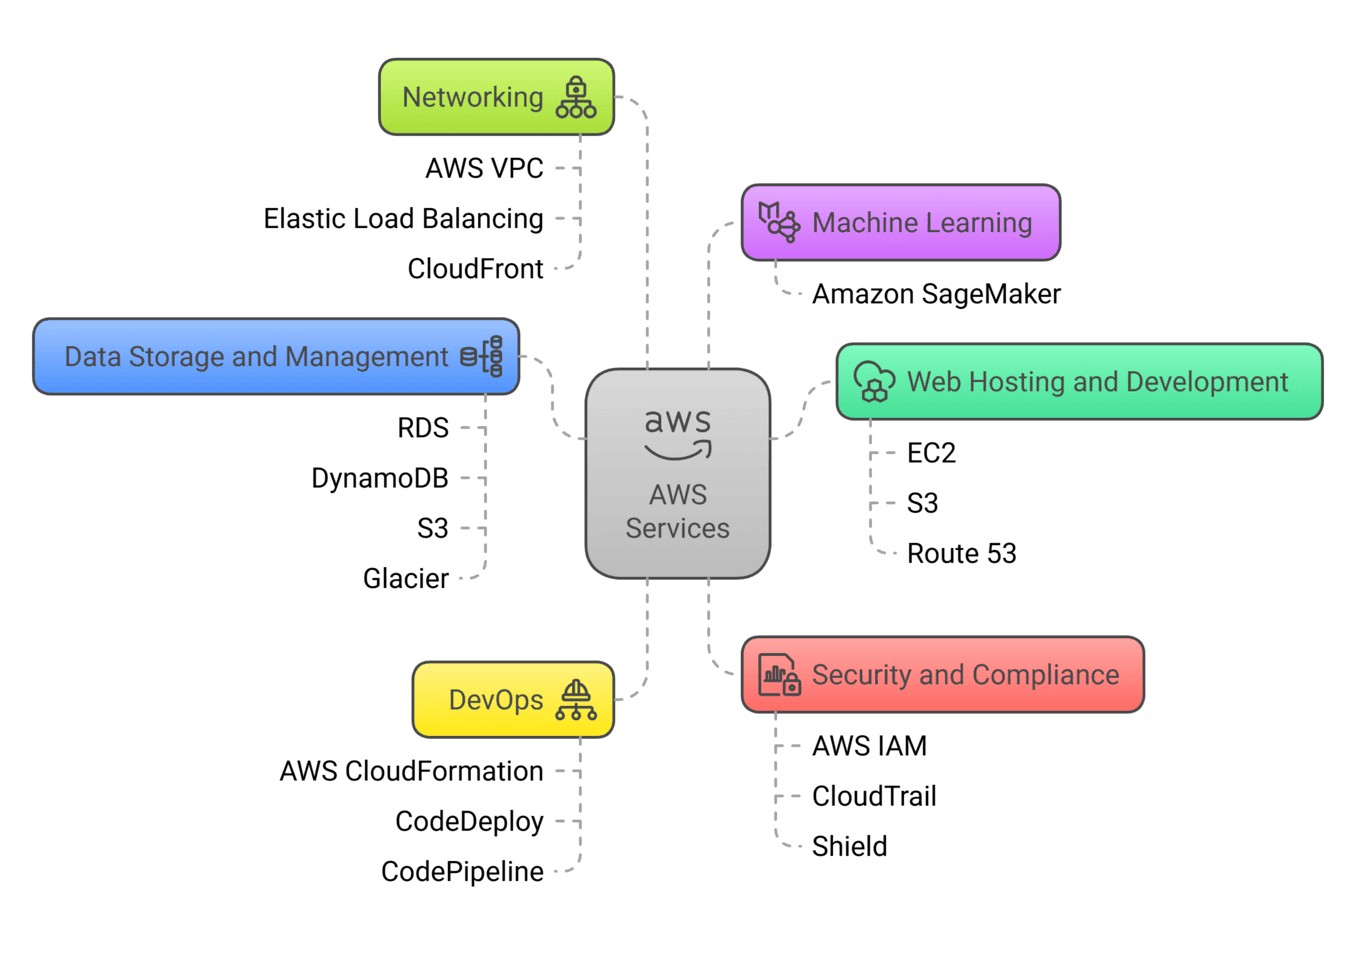 Networking
AWS VPC
Elastic Load Balancing
CloudFront
Machine Learning
Amazon SageMaker
Data Storage and Management
RDS
DynamoDB
S3
Glacier
aws
AWS
Services
Web Hosting and Development
EC2
S3
Route 53
DevOps
AWS CloudFormation
CodeDeploy
CodePipeline
Security and Compliance
AWS IAM
CloudTrail
Shield